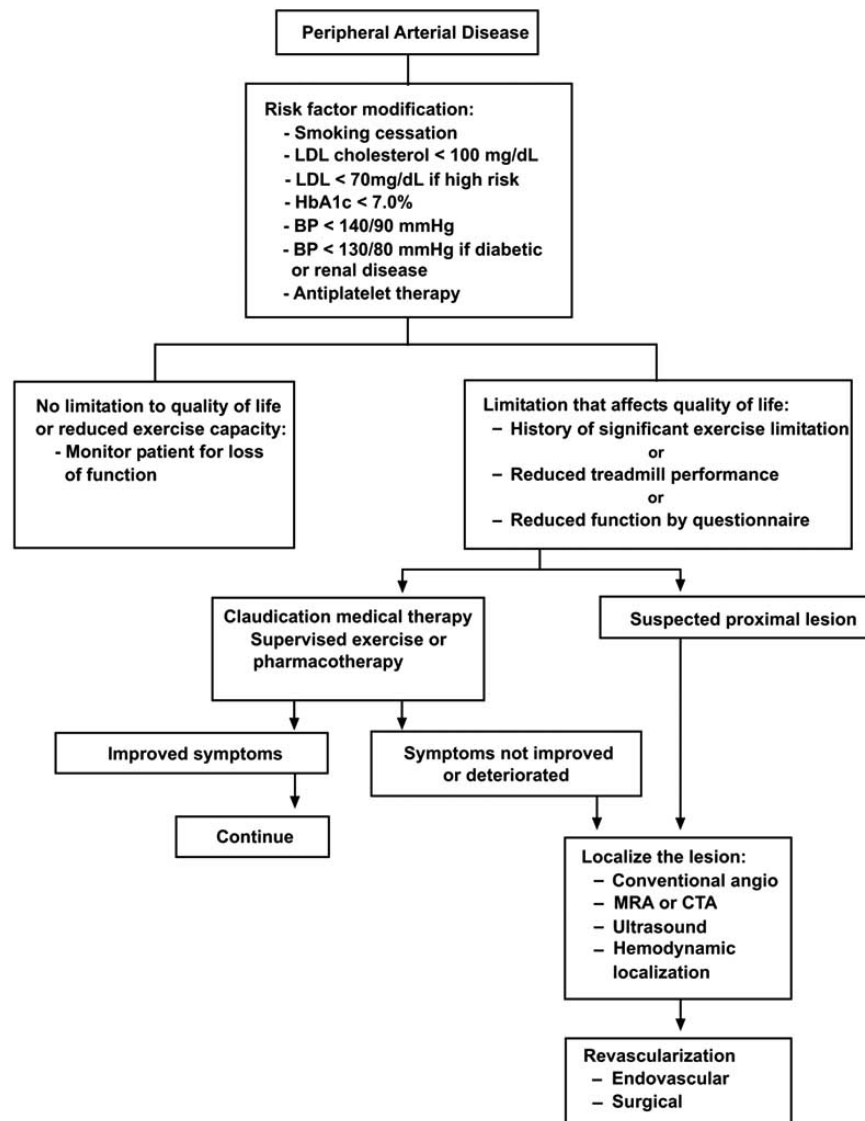 Peripheral Arterial Disease
Risk factor modification:
- Smoking cessation
- LDL cholesterol < 100 mg/dL
- LDL < 70mg/dL if high risk
- HbA1c < 7.0%
- BP < 140/90 mmHg
- BP < 130/80 mmHg if diabetic
or renal disease
- Antiplatelet therapy
No limitation to quality of life
or reduced exercise capacity:
- Monitor patient for loss
of function
Limitation that affects quality of life:
– History of significant exercise limitation
or
– Reduced treadmill performance
or
– Reduced function by questionnaire
Claudication medical therapy
Supervised exercise or
pharmacotherapy
Suspected proximal lesion
Improved symptoms
Symptoms not improved
or deteriorated
Continue
Localize the lesion:
– Conventional angio
– MRA or CTA
– Ultrasound
– Hemodynamic
localization
Revascularization
– Endovascular
– Surgical